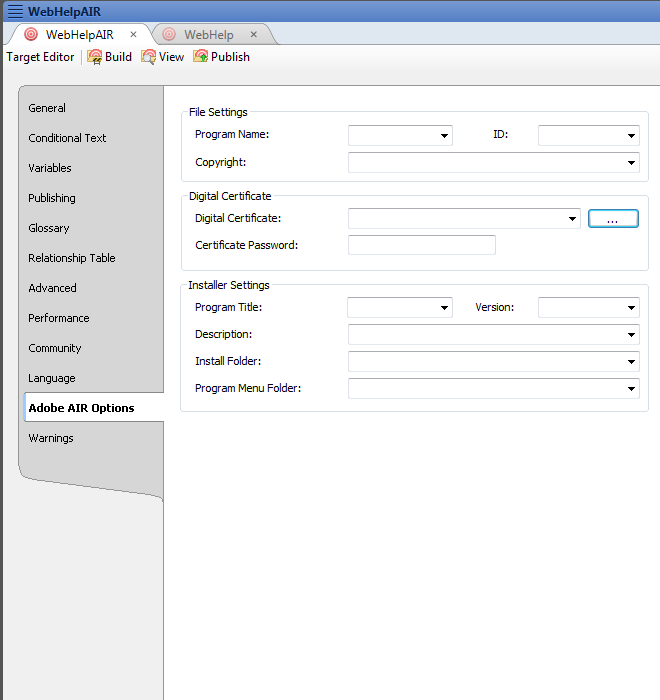 WebHelpAIR
WebHelpAIR × WebHelp ×
Target Editor Build View Publish
General
Conditional Text
Variables
Publishing
Glossary
Relationship Table
Advanced
Performance
Community
Language
Adobe AIR Options
Warnings
File Settings
Program Name: ID:
Copyright:
Digital Certificate
Digital Certificate: ...
Certificate Password:
Installer Settings
Program Title: Version:
Description:
Install Folder:
Program Menu Folder: